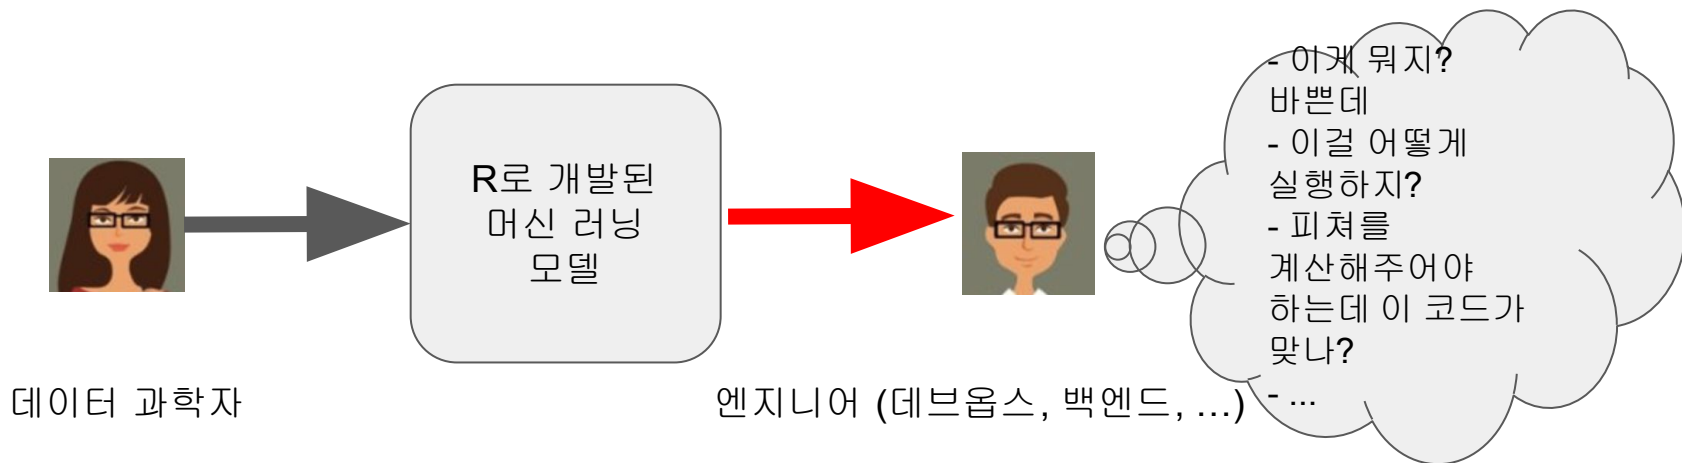 R로 개발된
머신 러닝
모델
- 이게 뭐지?
바쁜데
- 이걸 어떻게
실행하지?
- 피쳐를
계산해주어야
하는데 이 코드가
맞나?
- ...
데이터 과학자
엔지니어 (데브옵스, 백엔드, ...)